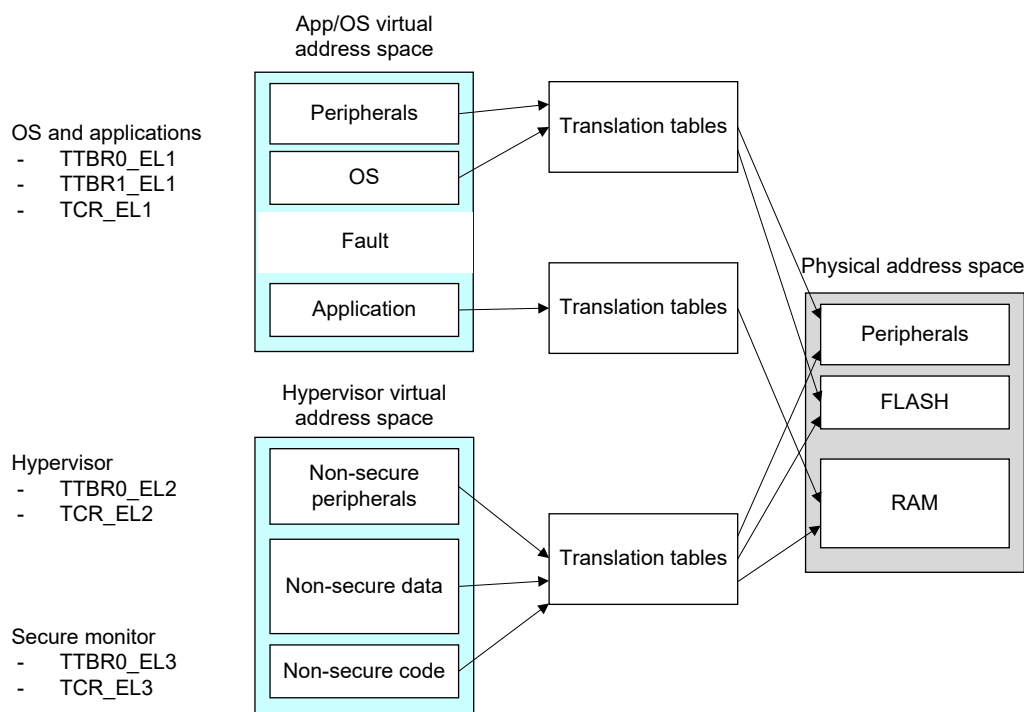 App/OS virtual
address space
OS and applications
- TTBR0_EL1
- TTBR1_EL1
- TCR_EL1
Peripherals
OS
Fault
Application
Translation tables
Translation tables
Physical address space
Peripherals
FLASH
RAM
Hypervisor virtual
address space
Hypervisor
- TTBR0_EL2
- TCR_EL2
Non-secure
peripherals
Non-secure data
Non-secure code
Translation tables
Secure monitor
- TTBR0_EL3
- TCR_EL3